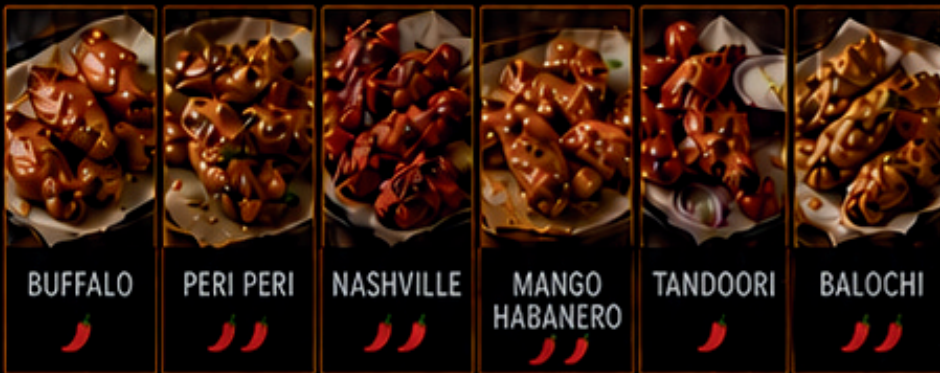 BUFFALO
PERI PERI
NASHVILLE
MANGO
HABANERO
TANDOORI
BALOCHI